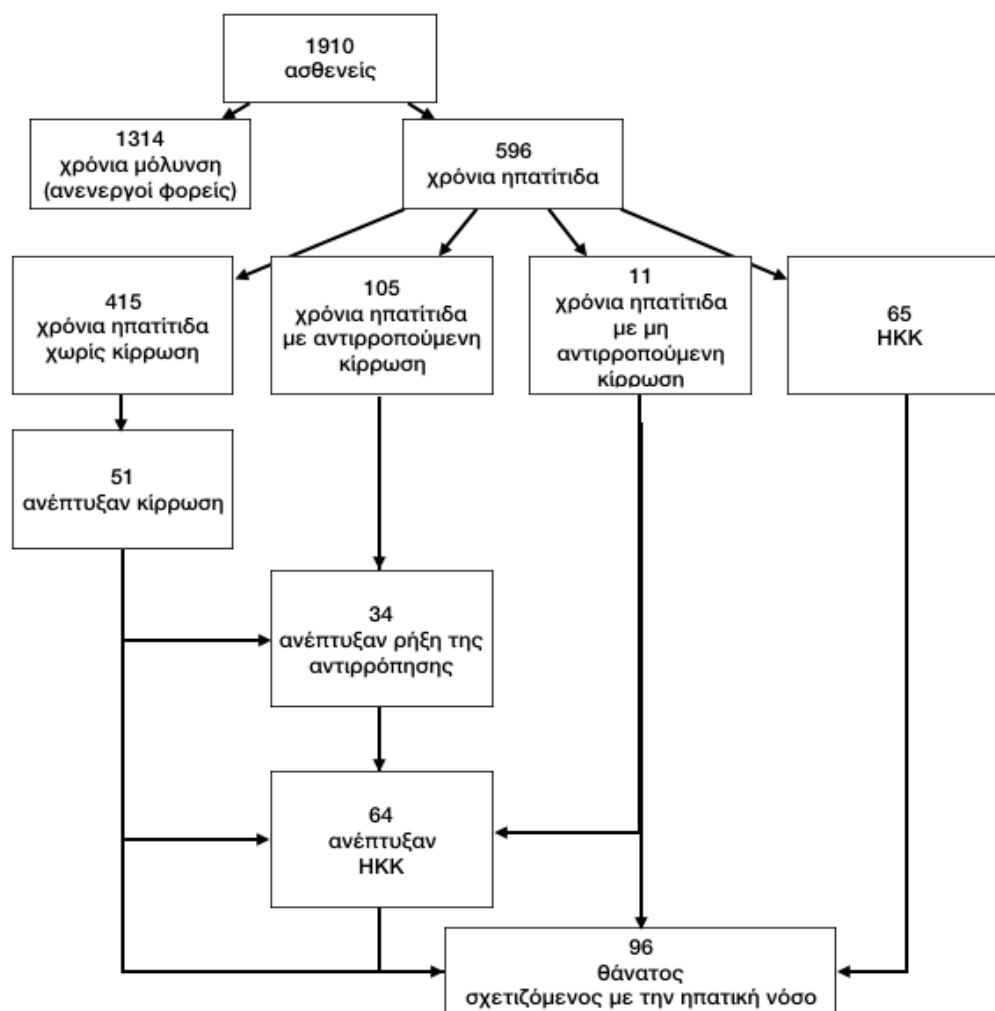 1910
ασθενείς
1314
χρόνια μόλυνση
(ανενεργοί φορείς)
596
χρόνια ηπατίτιδα
415
χρόνια ηπατίτιδα
χωρίς κίρρωση
105
χρόνια ηπατίτιδα
με αντιρροπούμενη
κίρρωση
11
χρόνια ηπατίτιδα
με μη
αντιρροπούμενη
κίρρωση
65
ΗΚΚ
51
ανέπτυξαν κίρρωση
34
ανέπτυξαν ρήξη της
αντιρρόπησης
64
ανέπτυξαν
ΗΚΚ
96
θάνατος
σχετιζόμενος με την ηπατική νόσο